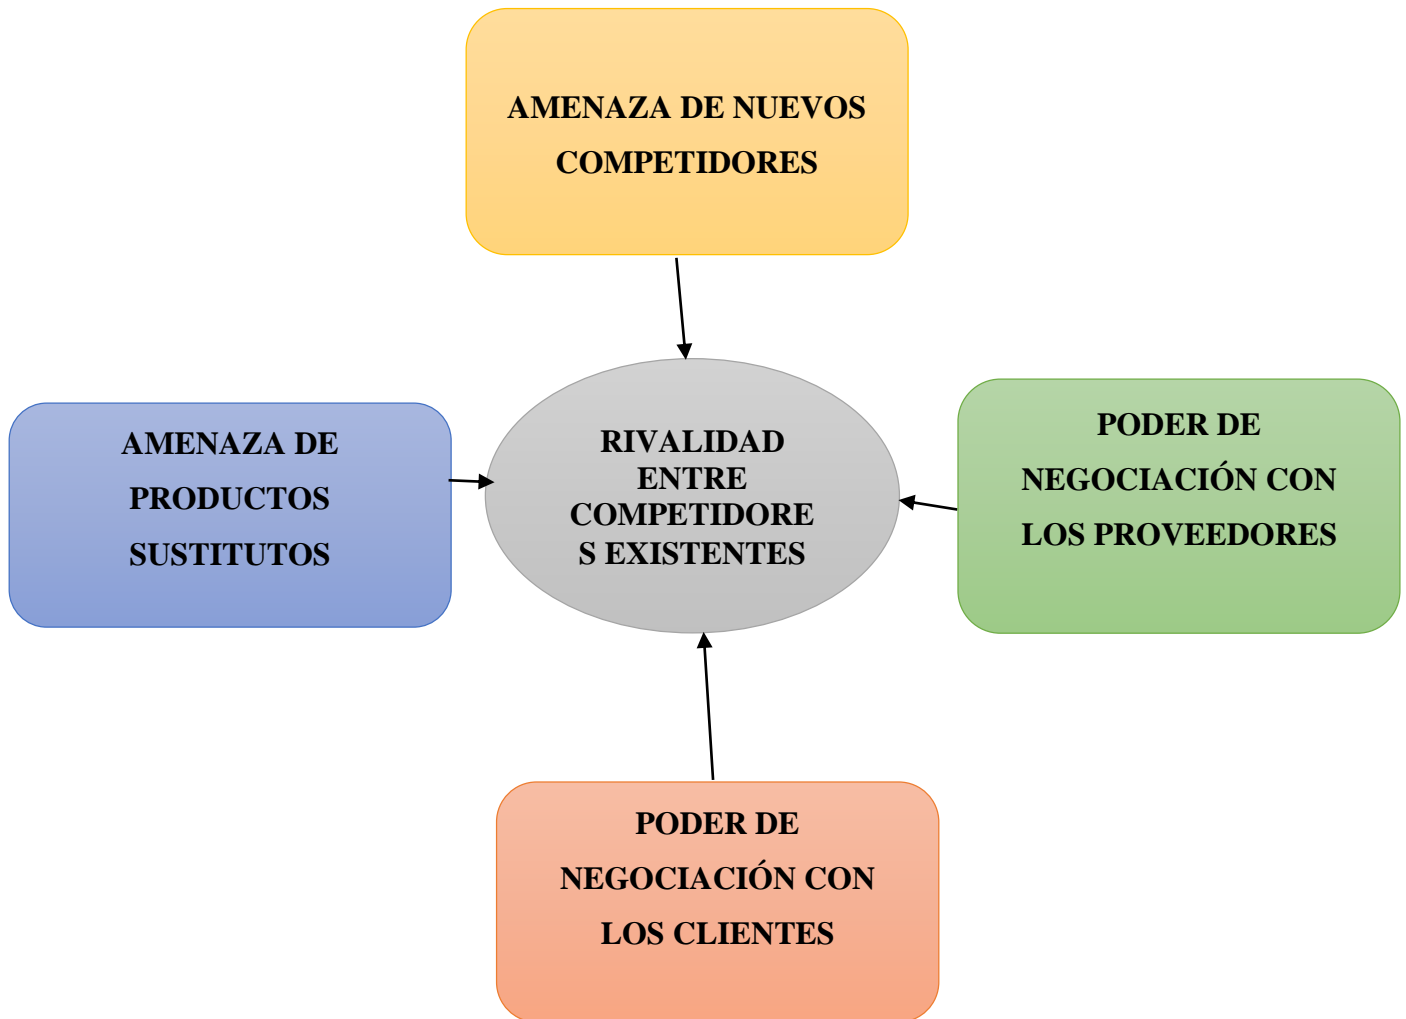 AMENAZA DE NUEVOS
COMPETIDORES
AMENAZA DE
PRODUCTOS
SUSTITUTOS
RIVALIDAD
ENTRE
COMPETIDORE
S EXISTENTES
PODER DE
NEGOCIACIÓN CON
LOS PROVEEDORES
PODER DE
NEGOCIACIÓN CON
LOS CLIENTES